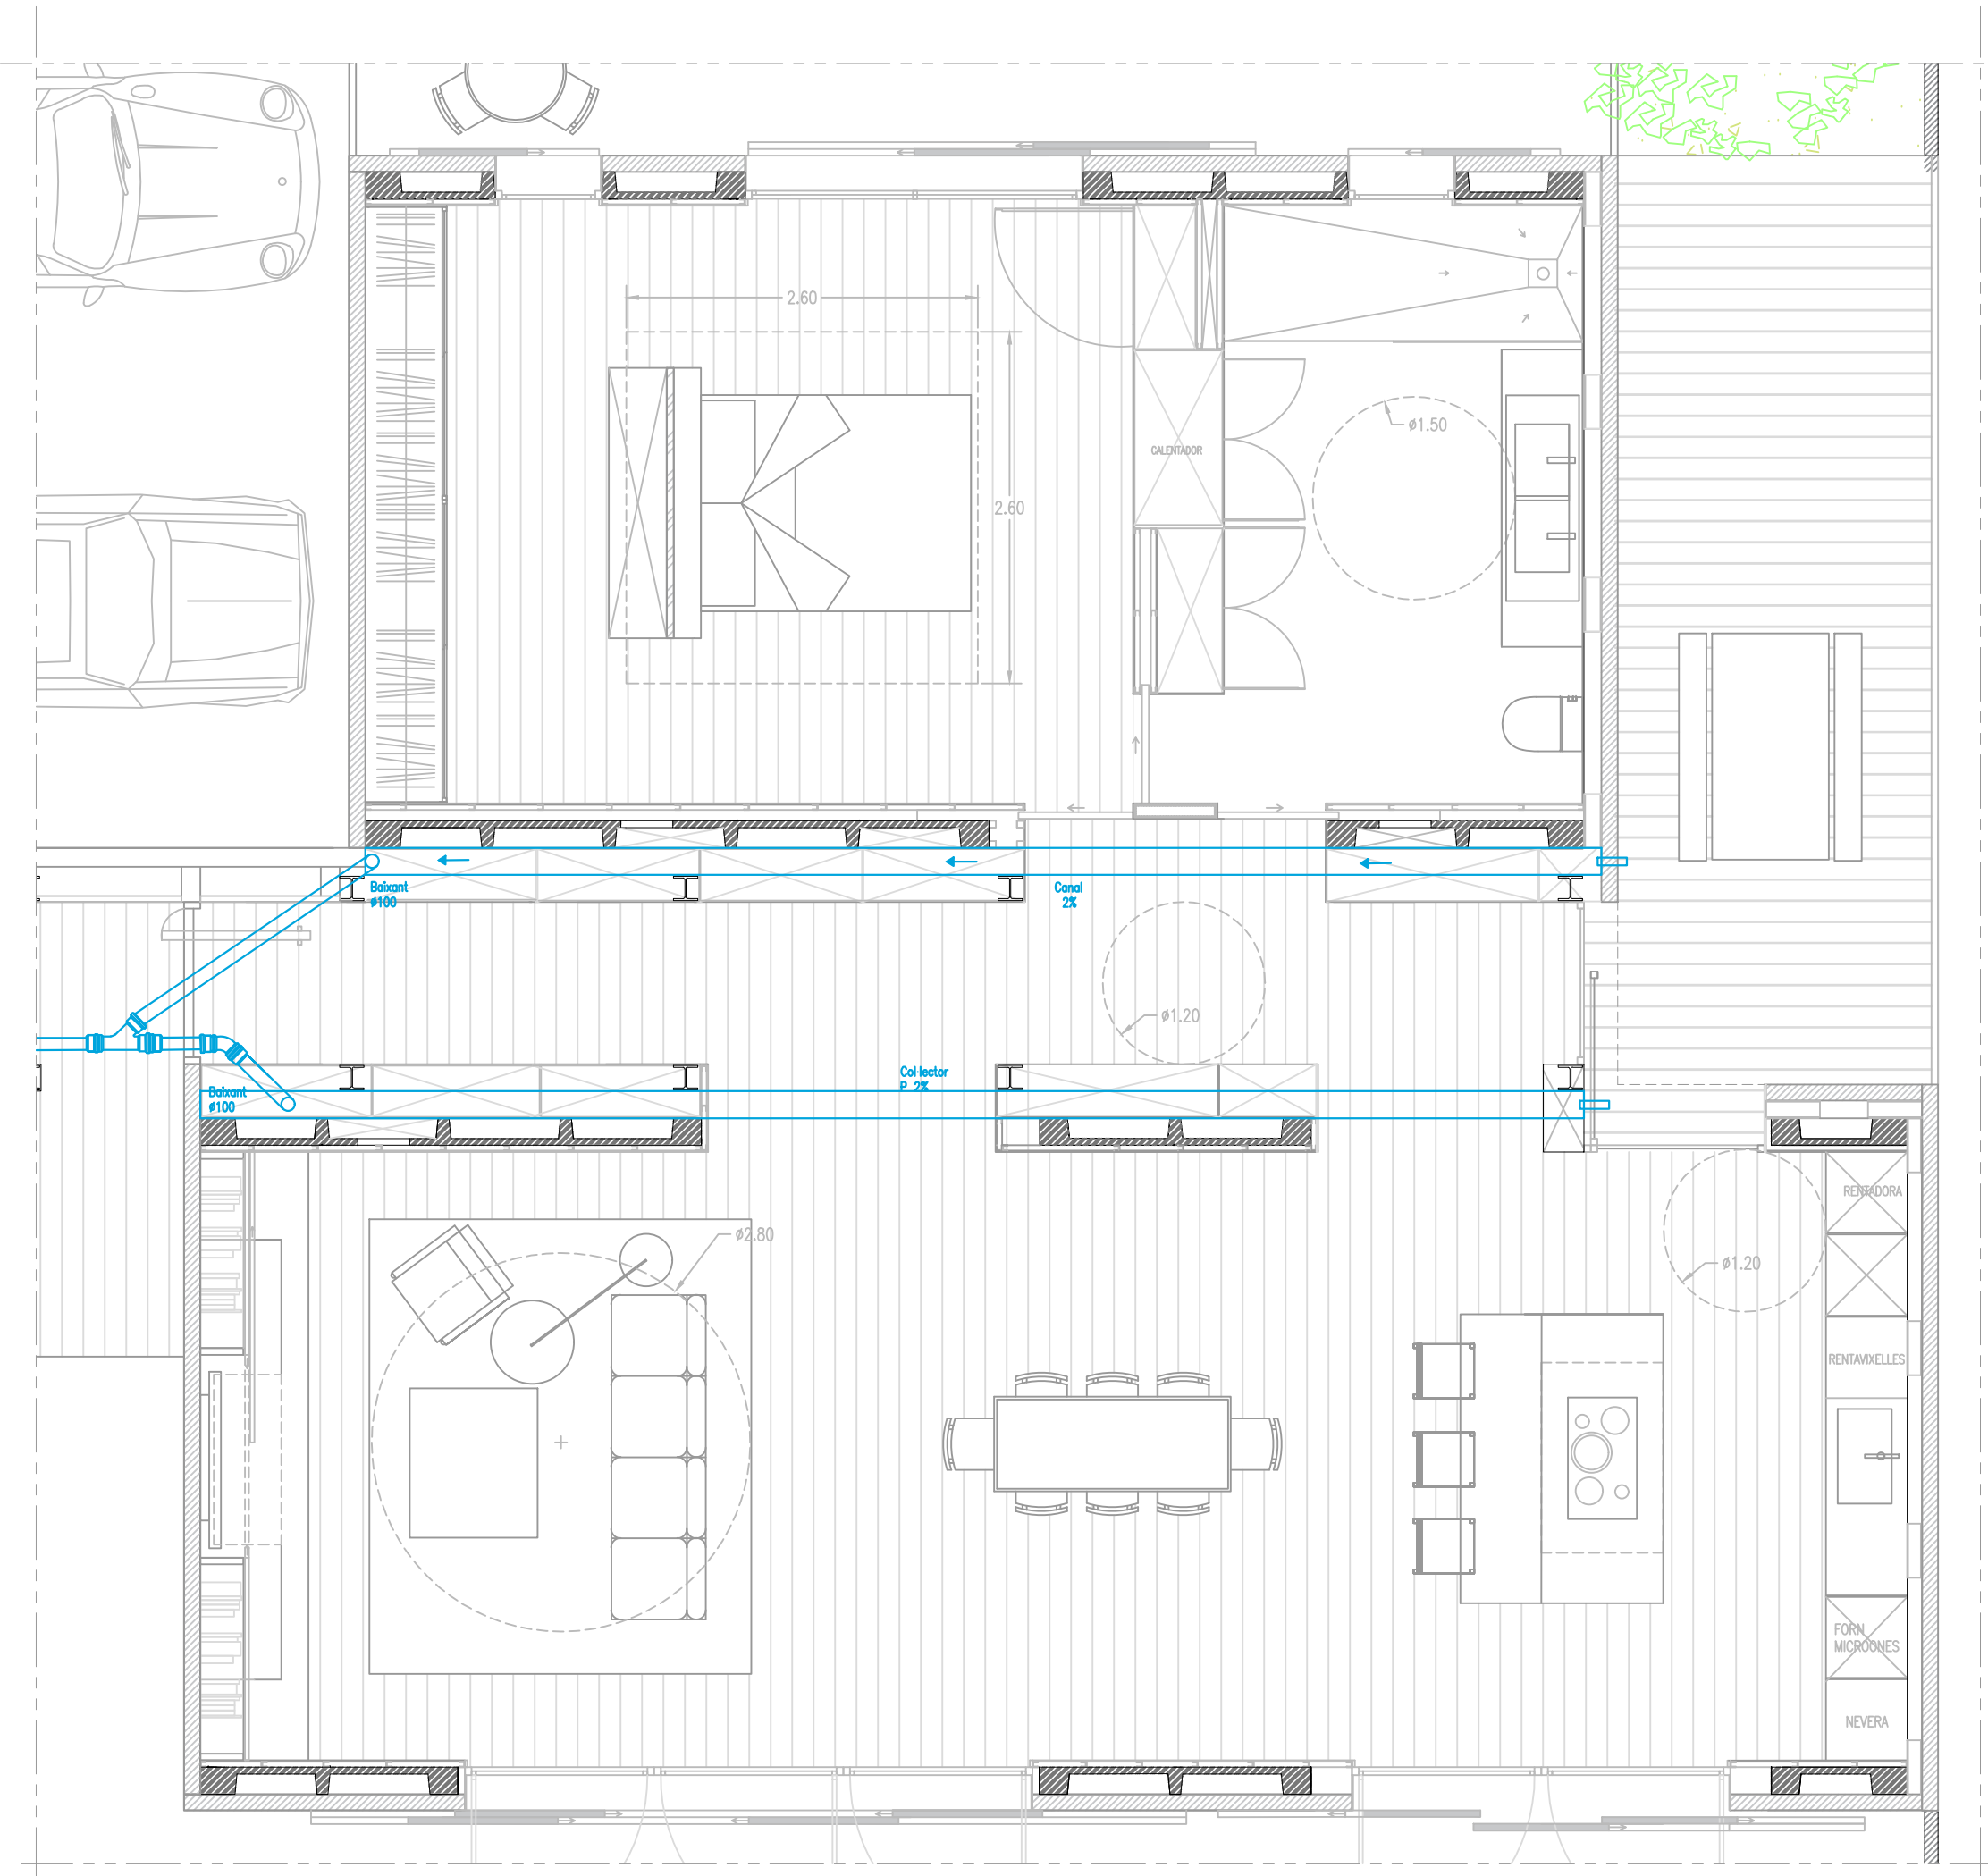 2.60
ø1.50
CALENTADOR
2.60
Baixant
ø100
Canal
2%
ø1.20
Col·lector
P 2%
Baixant
ø100
RENTADORA
ø2.80
ø1.20
RENTAVIXELLES
FORN
MICROONES
NEVERA